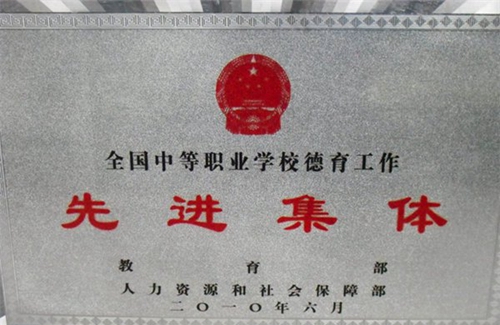 全国中等职业学校德育工作
先进集体
教育部
人力资源和社会保障部
二〇一〇年六月